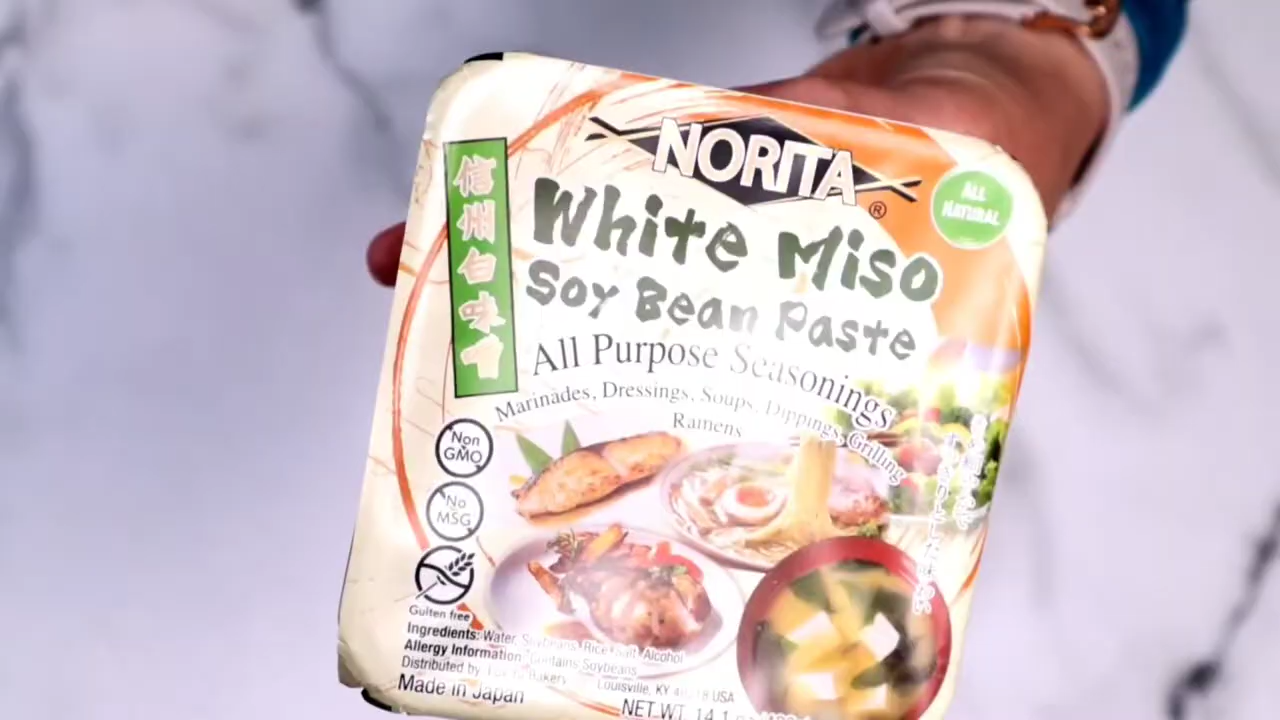 NORITA®
ALL
NATURAL
信州白味
White Miso
Soy Bean Paste
All Purpose Seasonings
Marinades, Dressings, Soups, Dippings, Grilling
Ramens
Non
GMO
No
MSG
Gulten free
Ingredients: Water, Soybeans, Rice, Salt, Alcohol
Allergy Information: Contains Soybeans
Distributed by Bakery Louisville, KY USA
Made in Japan
NET WT. 14.1